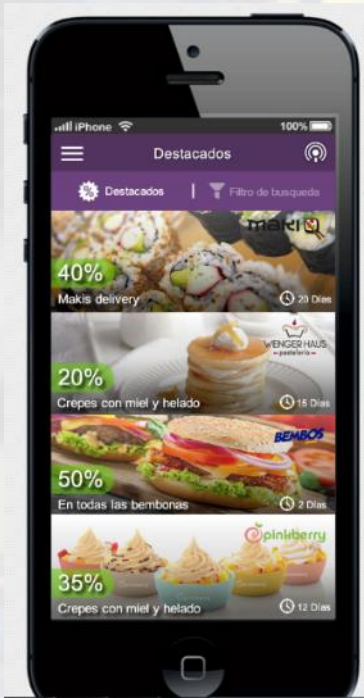 iPhone 100%
Destacados
Destacados | Filtro de busqueda
maki
40%
Makis delivery 20 Días
WENGER HAUS
pastelería
20%
Crepes con miel y helado 15 Días
BEMBOS
50%
En todas las bembonas 2 Días
pinkberry
35%
Crepes con miel y helado 12 Días